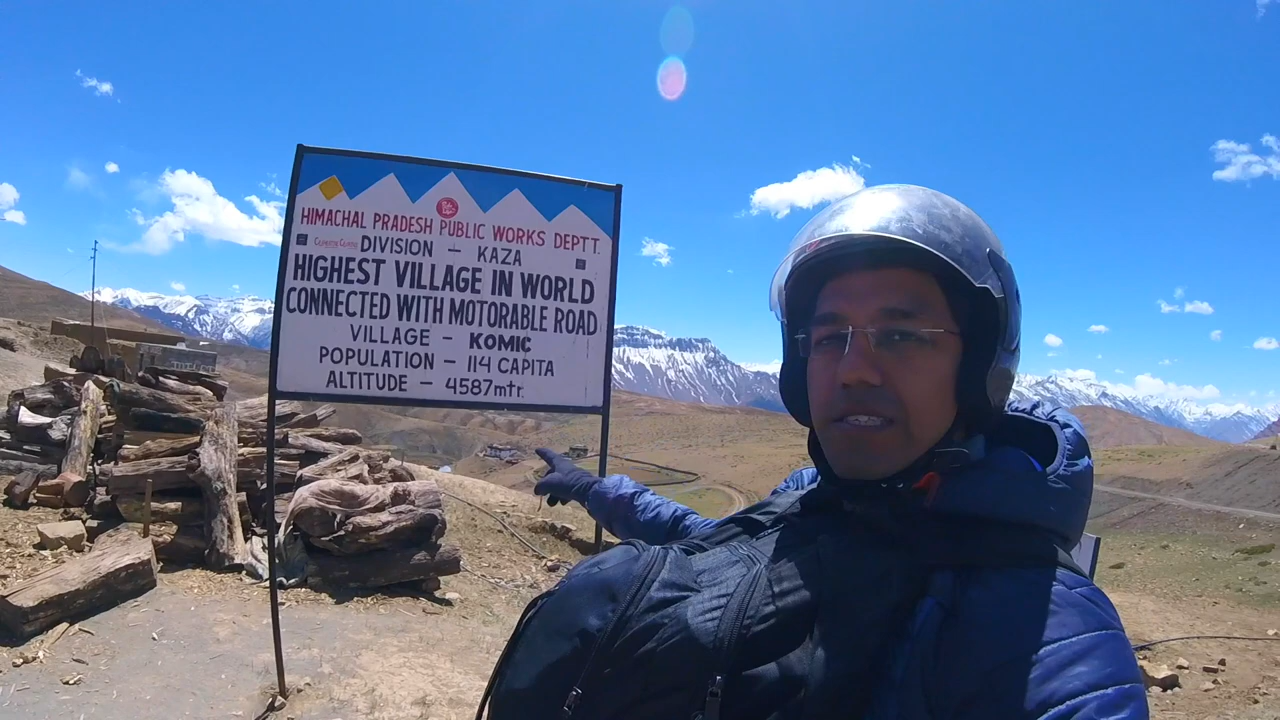 HIMACHAL PRADESH PUBLIC WORKS DEPTT.
DIVISION – KAZA
HIGHEST VILLAGE IN WORLD
CONNECTED WITH MOTORABLE ROAD
VILLAGE – KOMIC
POPULATION – 114 CAPITA
ALTITUDE – 4587mtr.